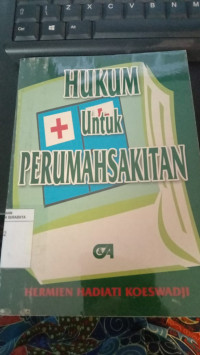 HUKUM
Untuk
PERUMAHSAKITAN
HERMIEN HADIATI KOESWADJI